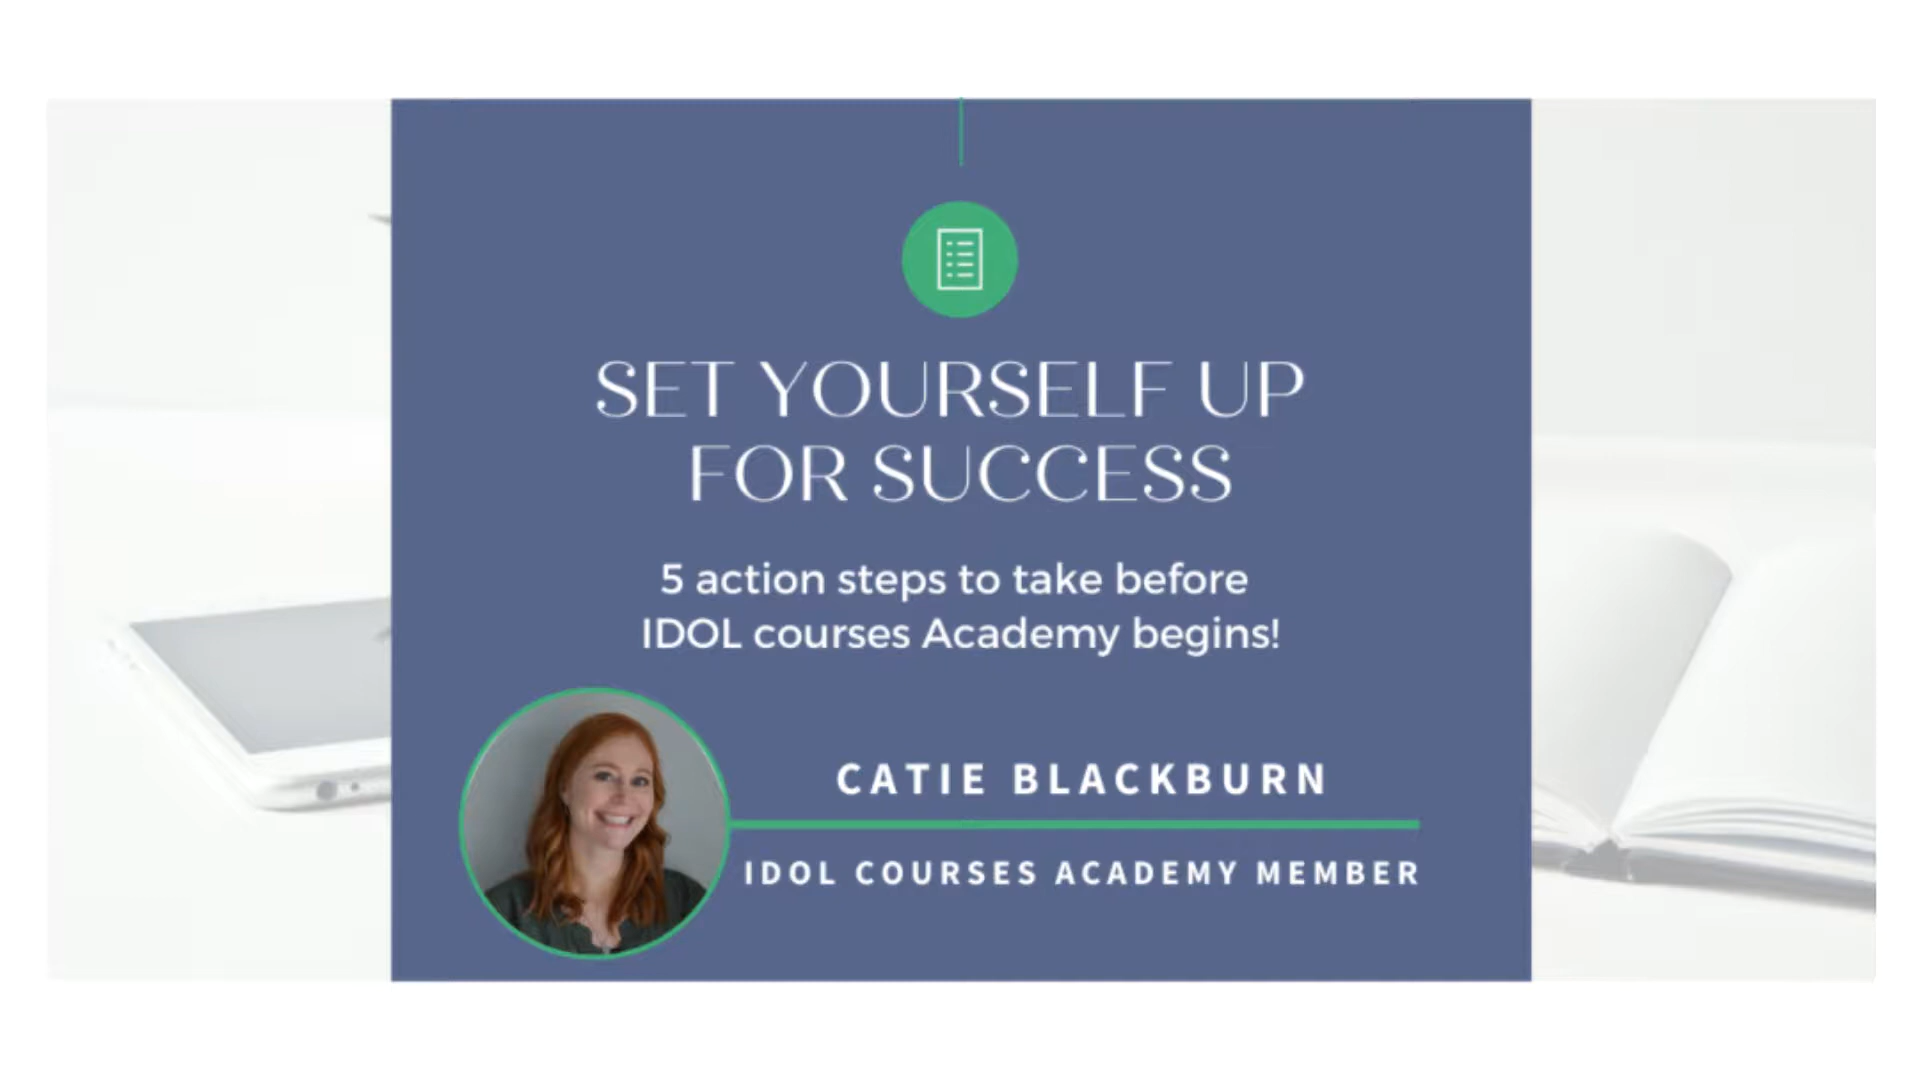 SET YOURSELF UP
FOR SUCCESS
5 action steps to take before
IDOL courses Academy begins!
CATIE BLACKBURN
IDOL COURSES ACADEMY MEMBER